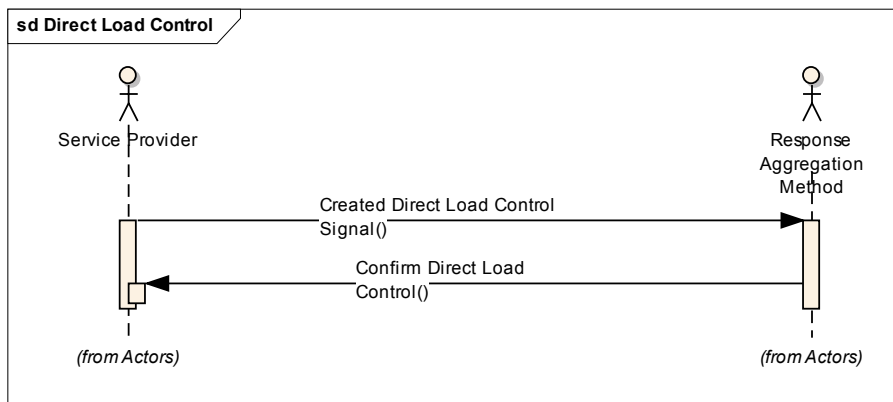 sd Direct Load Control
Service Provider
Response
Aggregation
Method
Created Direct Load Control
Signal()
Confirm Direct Load
Control()
(from Actors)
(from Actors)